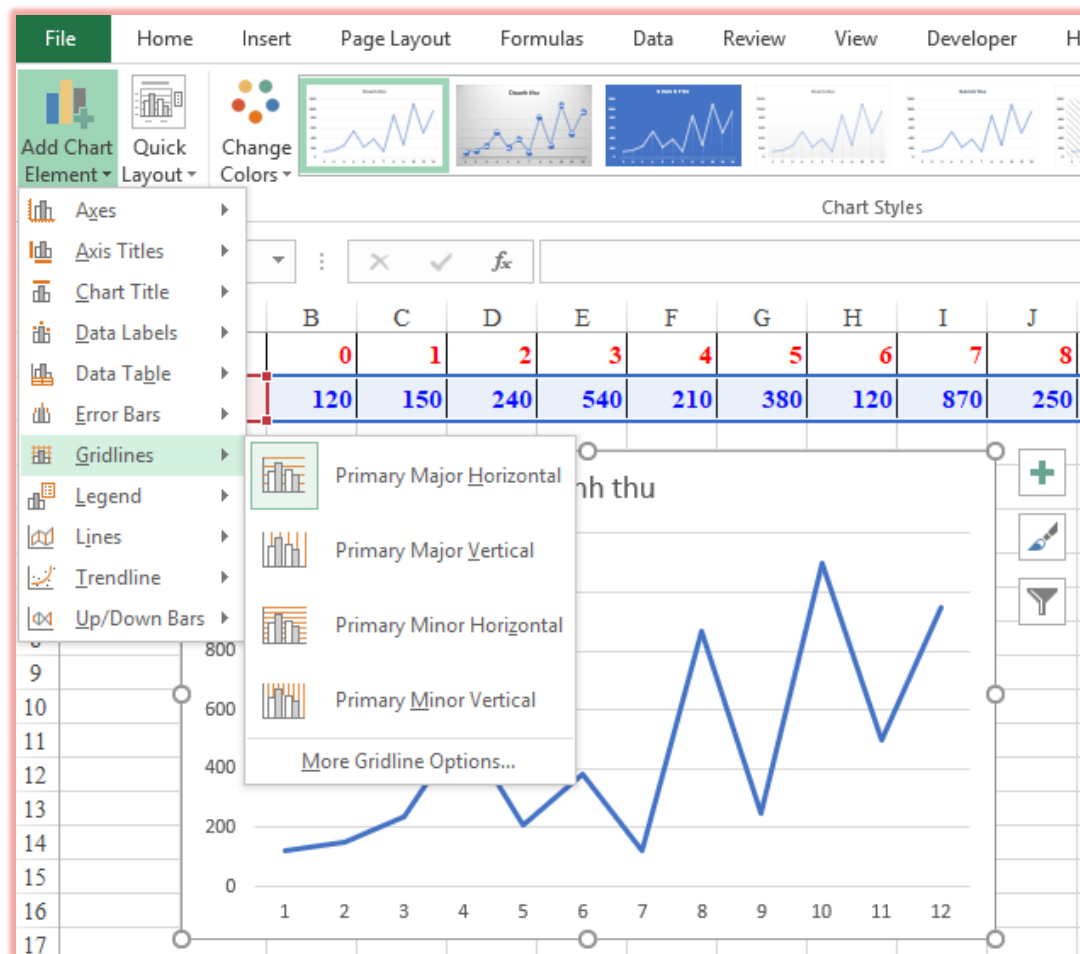 File Home Insert Page Layout Formulas Data Review View Developer H
Add Chart Element Quick Layout Change Colors
Chart Styles
Axes
Axis Titles
Chart Title
Data Labels
Data Table
Error Bars
Gridlines
Legend
Lines
Trendline
Up/Down Bars
fx
B C D E F G H I J
0 1 2 3 4 5 6 7 8
120 150 240 540 210 380 120 870 250
Primary Major Horizontal
Primary Major Vertical
Primary Minor Horizontal
Primary Minor Vertical
More Gridline Options...
nh thu
800
600
400
200
0
1 2 3 4 5 6 7 8 9 10 11 12
9
10
11
12
13
14
15
16
17